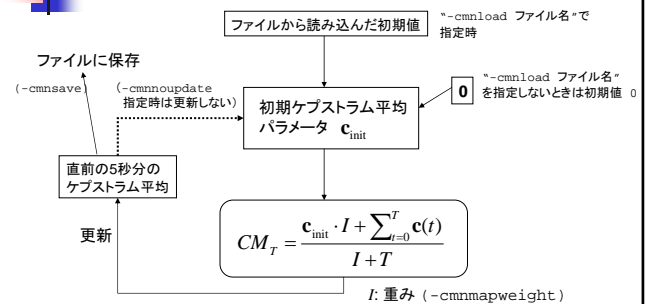 ファイルから読み込んだ初期値
"-cmnload ファイル名"で
指定時
ファイルに保存
(-cmnsave)
(-cmnnoupdate
指定時は更新しない)
初期ケプストラム平均
パラメータ c_init
0
"-cmnload ファイル名"
を指定しないときは初期値 0
直前の5秒分の
ケプストラム平均
更新
CM_T = (c_init · I + ∑_{t=0}^{T} c(t)) / (I + T)
I: 重み (-cmnmapweight)